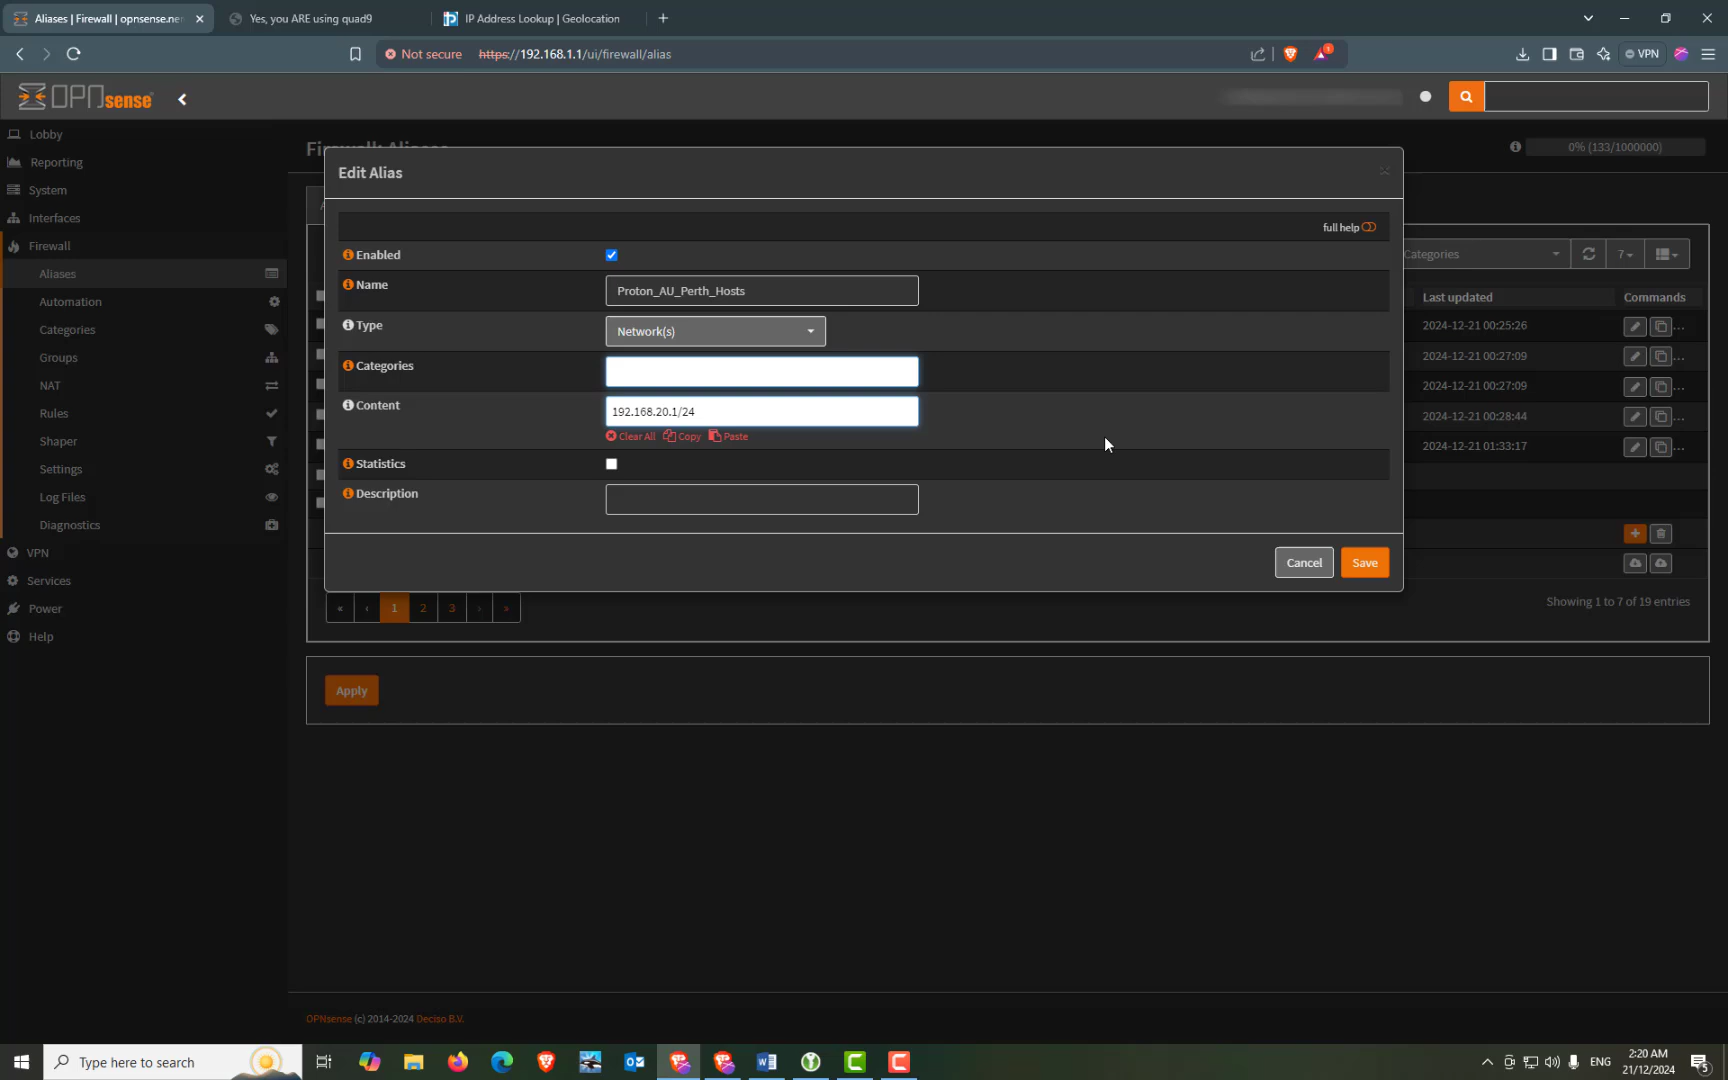 Aliases | Firewall | opnsense.ne
Yes, you ARE using quad9
IP Address Lookup | Geolocation
Not secure
https://192.168.1.1/ui/firewall/alias
1
VPN
OPNsense
Lobby
Reporting
System
Interfaces
Firewall
Aliases
Automation
Categories
Groups
NAT
Rules
Shaper
Settings
Log Files
Diagnostics
VPN
Services
Power
Help
Firewall: Aliases
0% (133/1000000)
Edit Alias
full help
Enabled
Name
Proton_AU_Perth_Hosts
Type
Network(s)
Categories
Content
192.168.20.1/24
Clear All Copy Paste
Statistics
Description
Cancel
Save
Categories
7
Last updated
Commands
2024-12-21 00:25:26
2024-12-21 00:27:09
2024-12-21 00:27:09
2024-12-21 00:28:44
2024-12-21 01:33:17
« ‹ 1 2 3 › »
Showing 1 to 7 of 19 entries
Apply
OPNsense (c) 2014-2024 Deciso B.V.
Type here to search
ENG
2:20 AM
21/12/2024
5